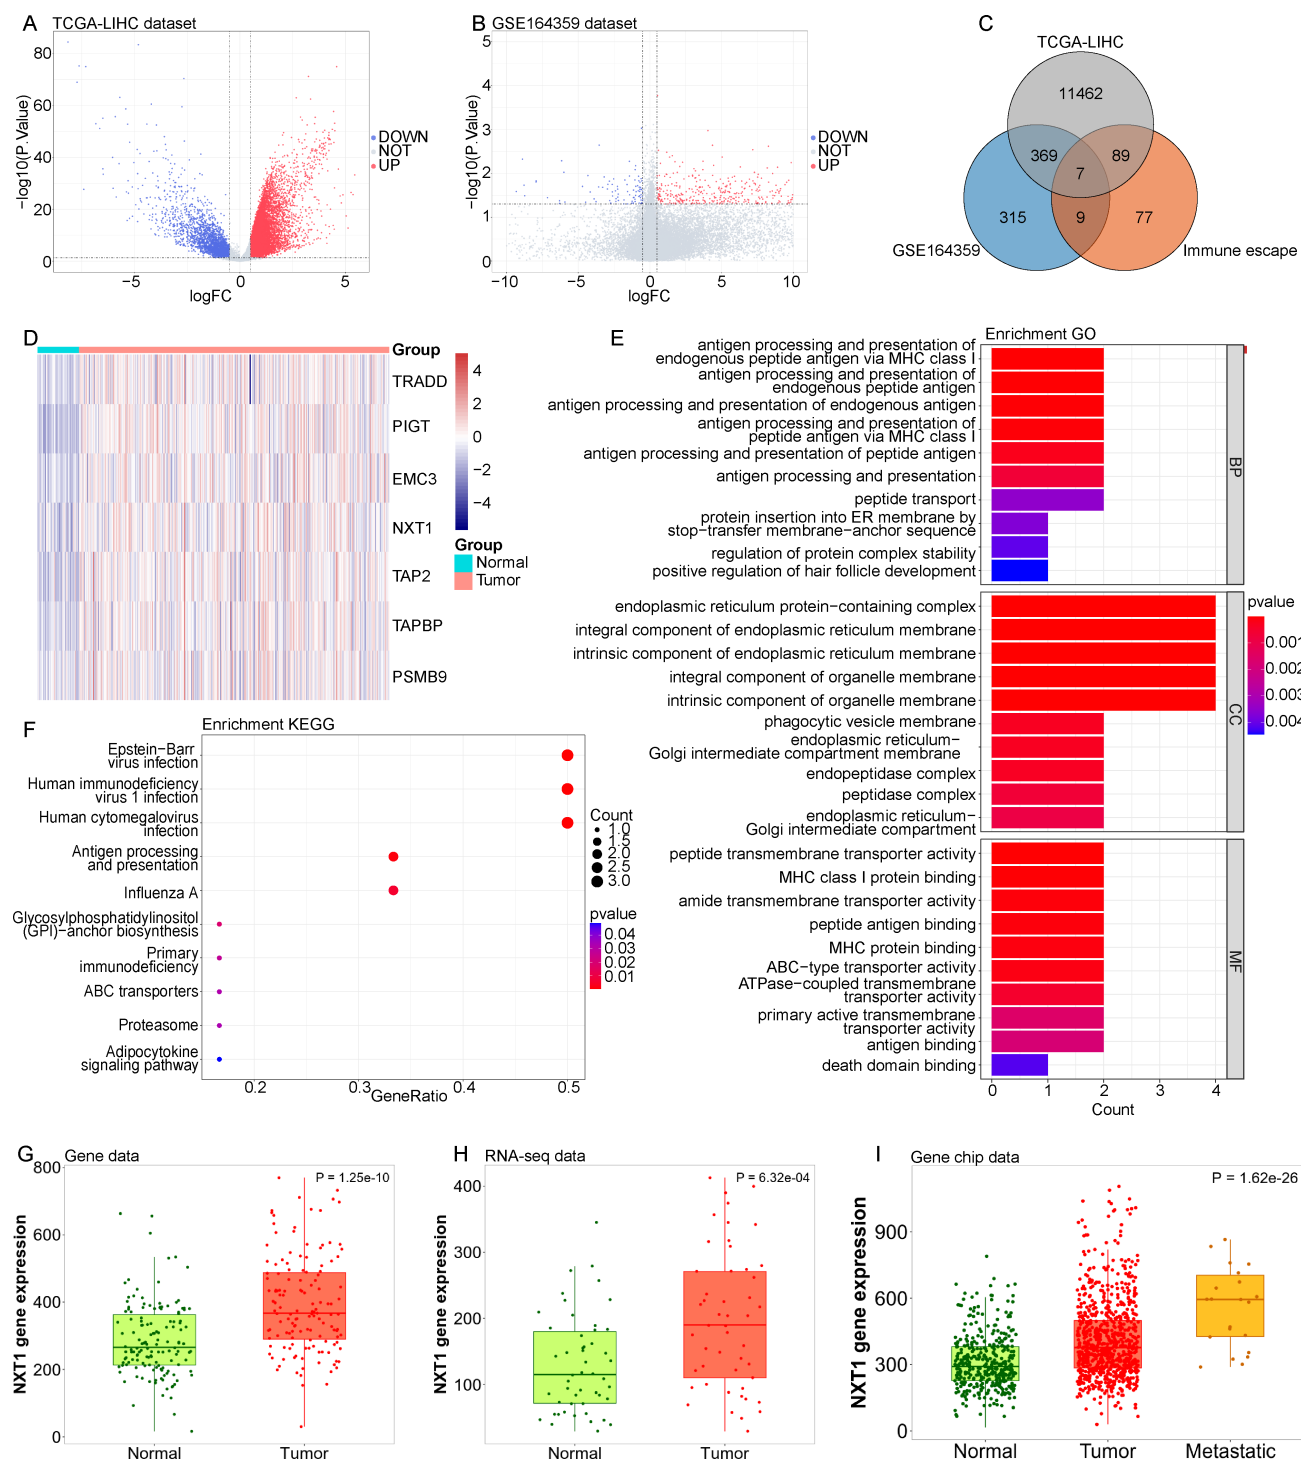 A
TCGA-LIHC dataset
−log10(P.Value)
80
60
40
20
0
−5
0
5
logFC
DOWN
NOT
UP
B
GSE164359 dataset
−log10(P.Value)
5
4
3
2
1
0
−10
−5
0
5
10
logFC
DOWN
NOT
UP
C
TCGA-LIHC
11462
369
89
7
315
9
77
GSE164359
Immune escape
D
Group
TRADD
PIGT
EMC3
NXT1
TAP2
TAPBP
PSMB9
4
2
0
−2
−4
Group
Normal
Tumor
E
Enrichment GO
antigen processing and presentation of
endogenous peptide antigen via MHC class I
antigen processing and presentation of
endogenous peptide antigen
antigen processing and presentation of endogenous antigen
antigen processing and presentation of
peptide antigen via MHC class I
antigen processing and presentation of peptide antigen
antigen processing and presentation
peptide transport
protein insertion into ER membrane by
stop−transfer membrane−anchor sequence
regulation of protein complex stability
positive regulation of hair follicle development
BP
endoplasmic reticulum protein−containing complex
integral component of endoplasmic reticulum membrane
intrinsic component of endoplasmic reticulum membrane
integral component of organelle membrane
intrinsic component of organelle membrane
phagocytic vesicle membrane
endoplasmic reticulum−
Golgi intermediate compartment membrane
endopeptidase complex
peptidase complex
endoplasmic reticulum−
Golgi intermediate compartment
CC
peptide transmembrane transporter activity
MHC class I protein binding
amide transmembrane transporter activity
peptide antigen binding
MHC protein binding
ABC−type transporter activity
ATPase−coupled transmembrane
transporter activity
primary active transmembrane
transporter activity
antigen binding
death domain binding
MF
0
1
2
3
4
Count
pvalue
0.001
0.002
0.003
0.004
F
Enrichment KEGG
Epstein−Barr
virus infection
Human immunodeficiency
virus 1 infection
Human cytomegalovirus
infection
Antigen processing
and presentation
Influenza A
Glycosylphosphatidylinositol
(GPI)−anchor biosynthesis
Primary
immunodeficiency
ABC transporters
Proteasome
Adipocytokine
signaling pathway
0.2
0.3
0.4
0.5
GeneRatio
Count
1.0
1.5
2.0
2.5
3.0
pvalue
0.04
0.03
0.02
0.01
G
Gene data
P = 1.25e-10
NXT1 gene expression
800
600
400
200
0
Normal
Tumor
H
RNA-seq data
P = 6.32e-04
NXT1 gene expression
400
300
200
100
Normal
Tumor
I
Gene chip data
P = 1.62e-26
NXT1 gene expression
900
600
300
0
Normal
Tumor
Metastatic